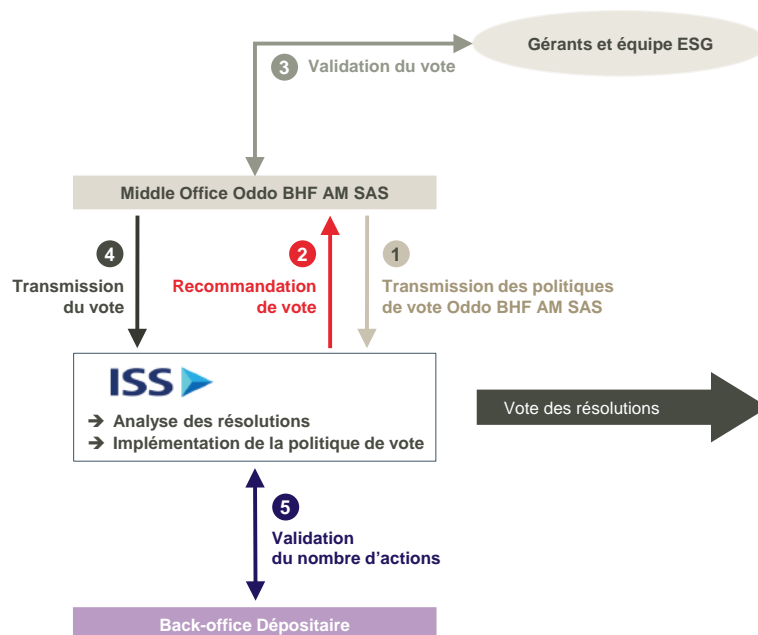 Gérants et équipe ESG
3 Validation du vote
Middle Office Oddo BHF AM SAS
4
Transmission
du vote
2
Recommandation
de vote
1
Transmission des politiques
de vote Oddo BHF AM SAS
ISS
→ Analyse des résolutions
→ Implémentation de la politique de vote
Vote des résolutions
5
Validation
du nombre d’actions
Back-office Dépositaire